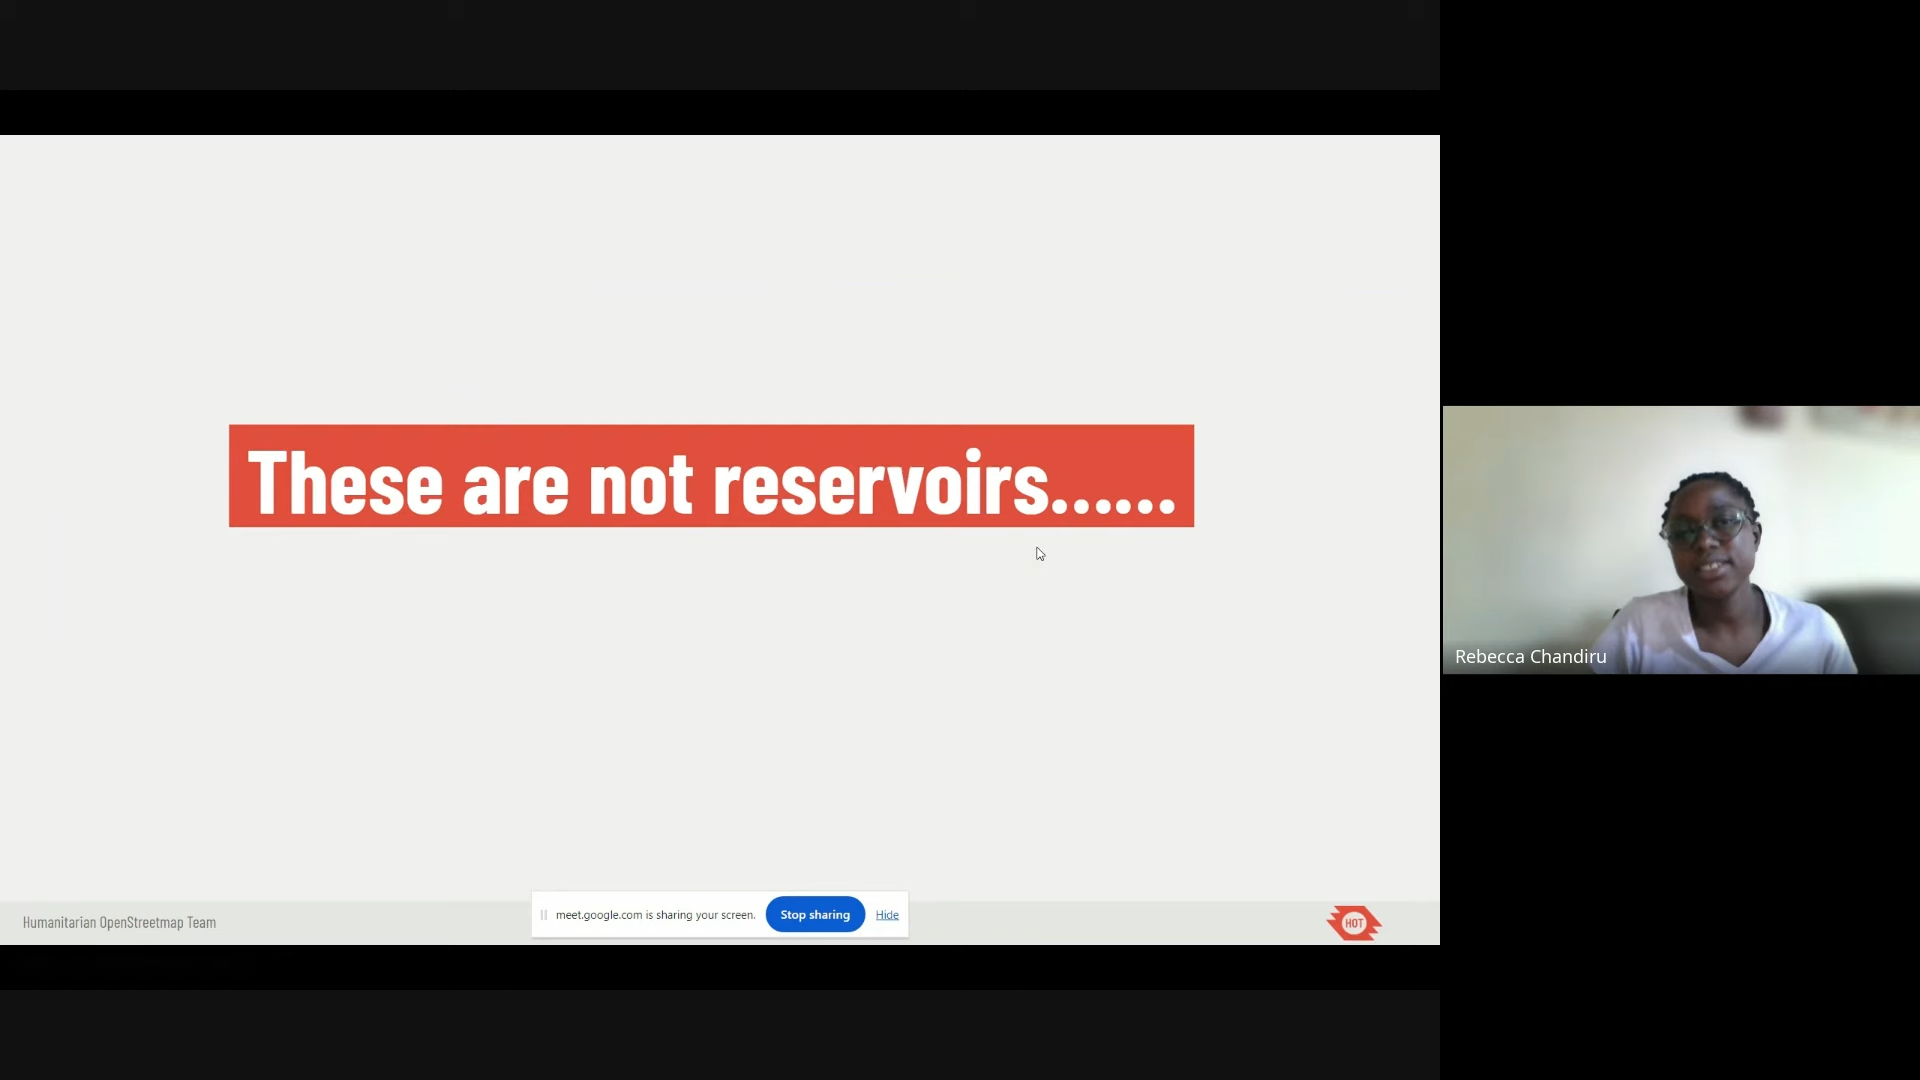 These are not reservoirs......
Rebecca Chandiru
Humanitarian OpenStreetmap Team
meet.google.com is sharing your screen.
Stop sharing
Hide
HOT